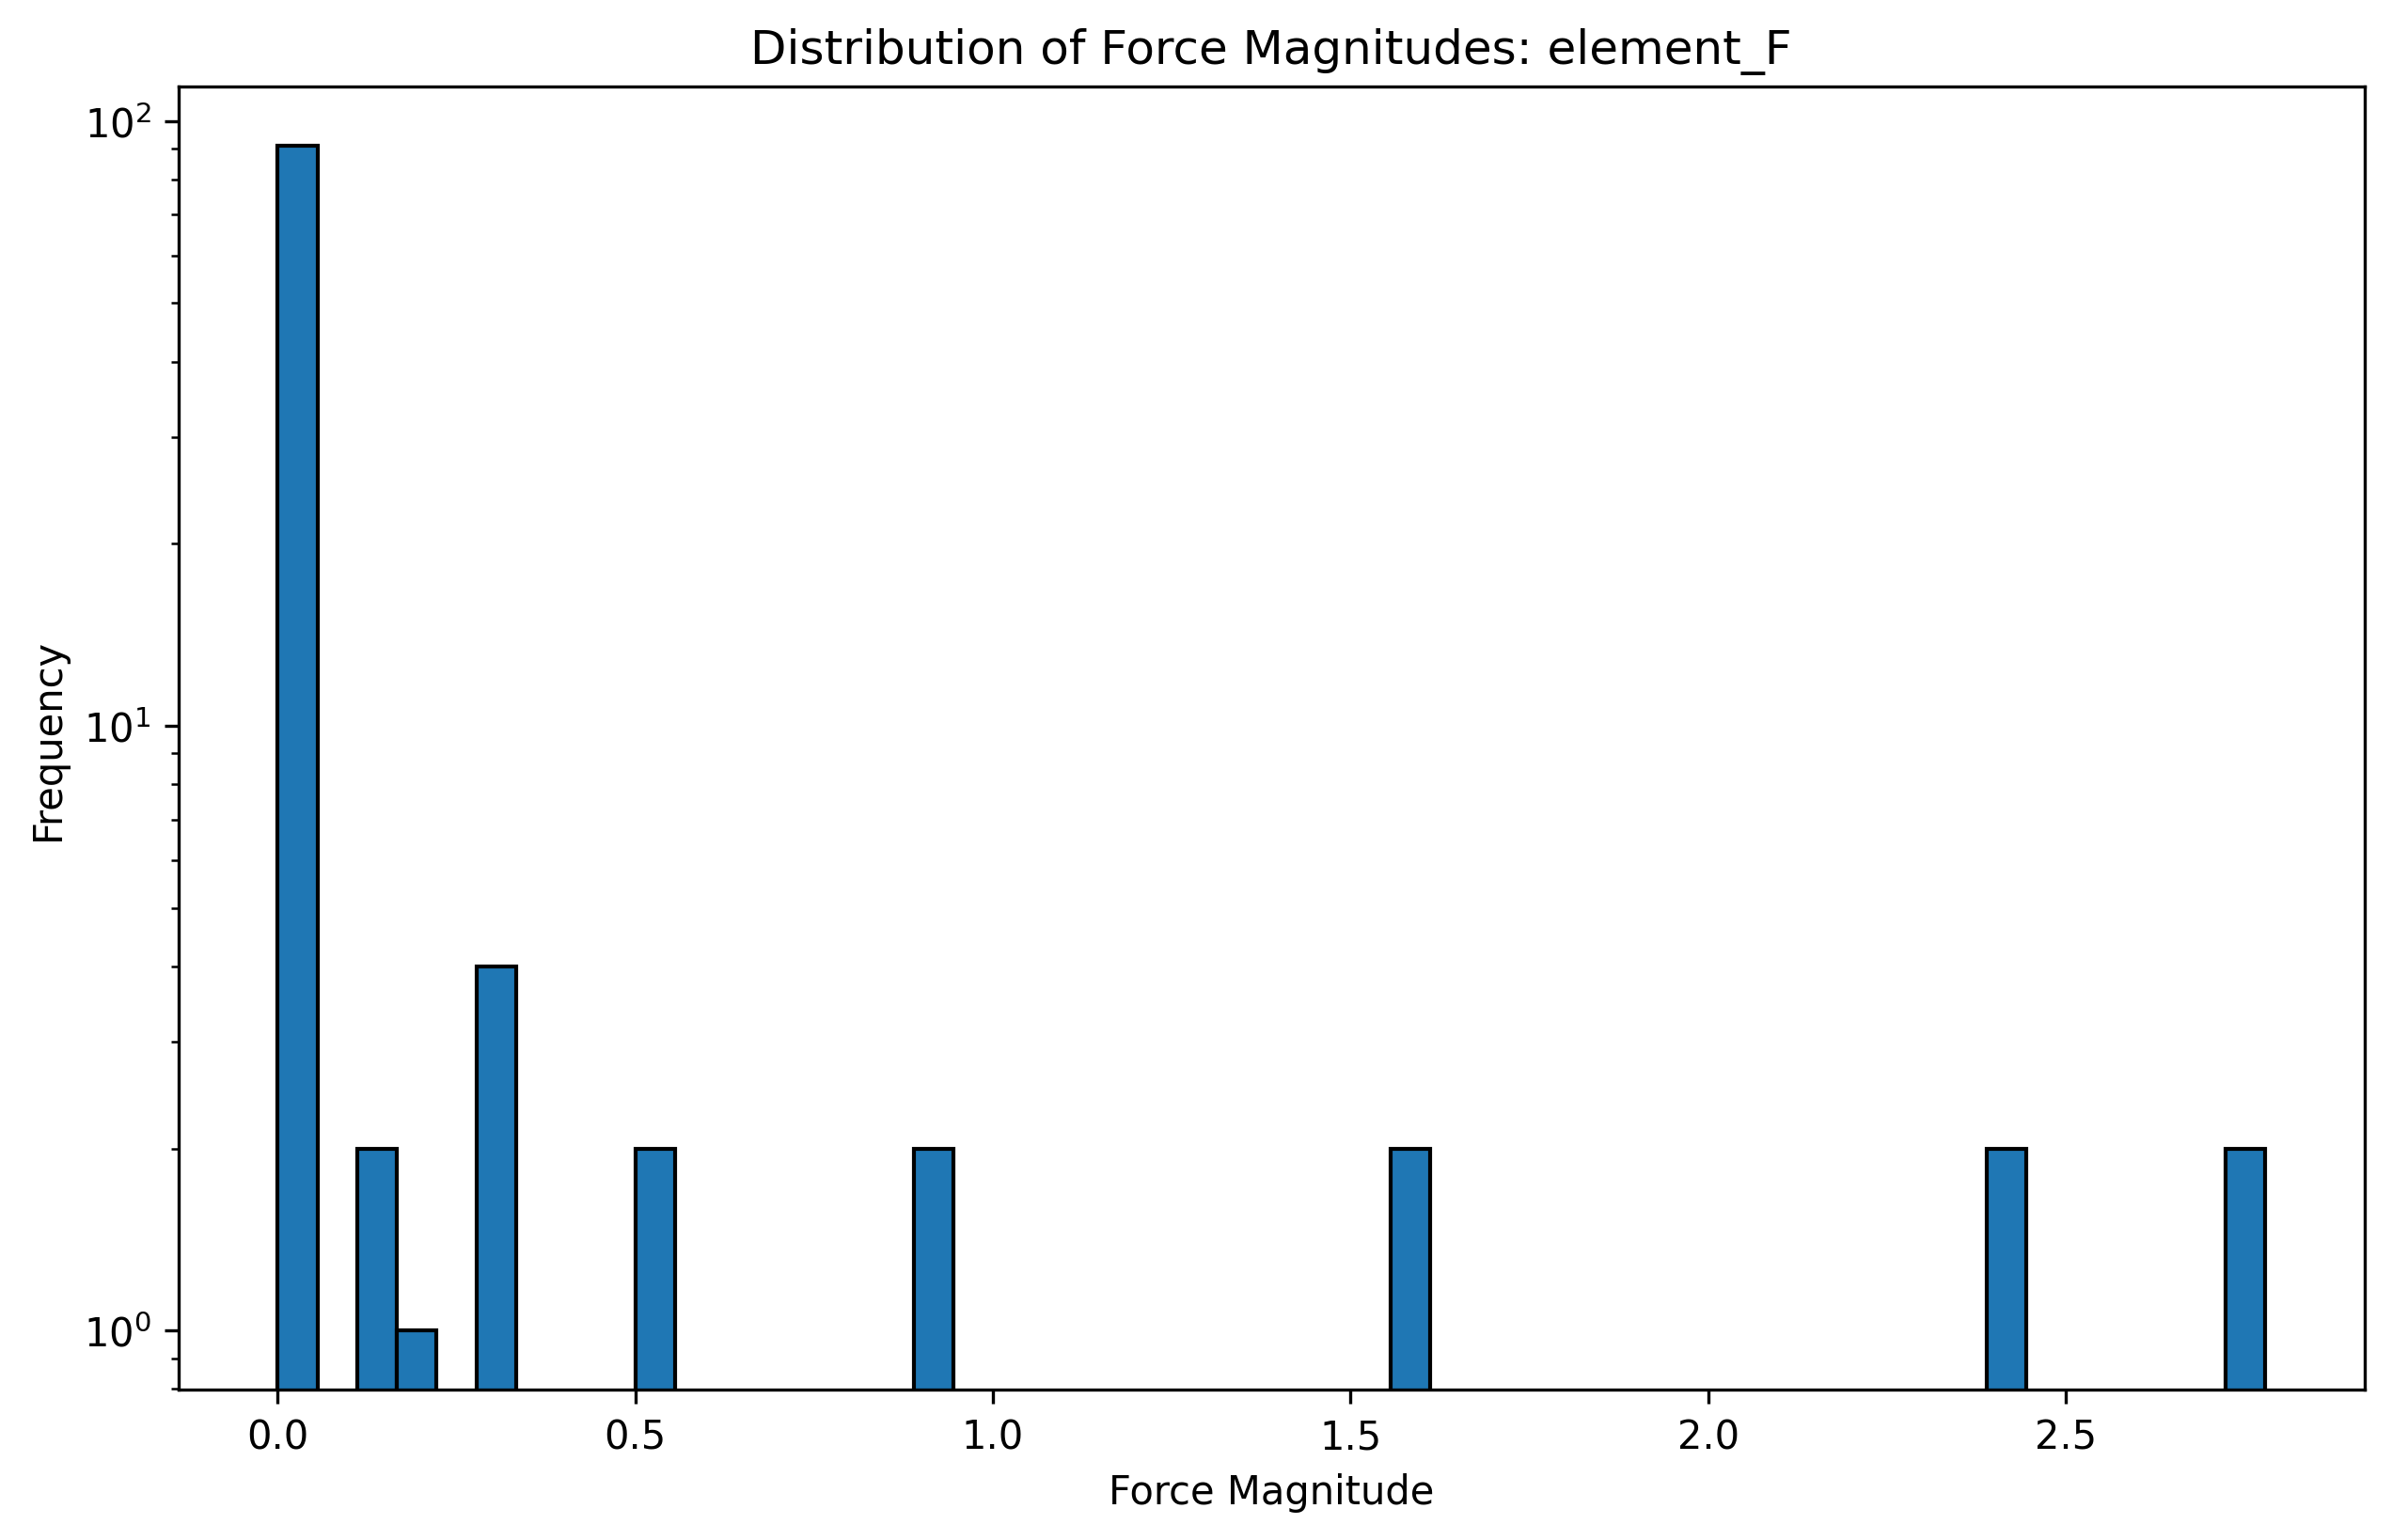 Distribution of Force Magnitudes: element_F
10²
10¹
10⁰
Frequency
0.0 0.5 1.0 1.5 2.0 2.5
Force Magnitude